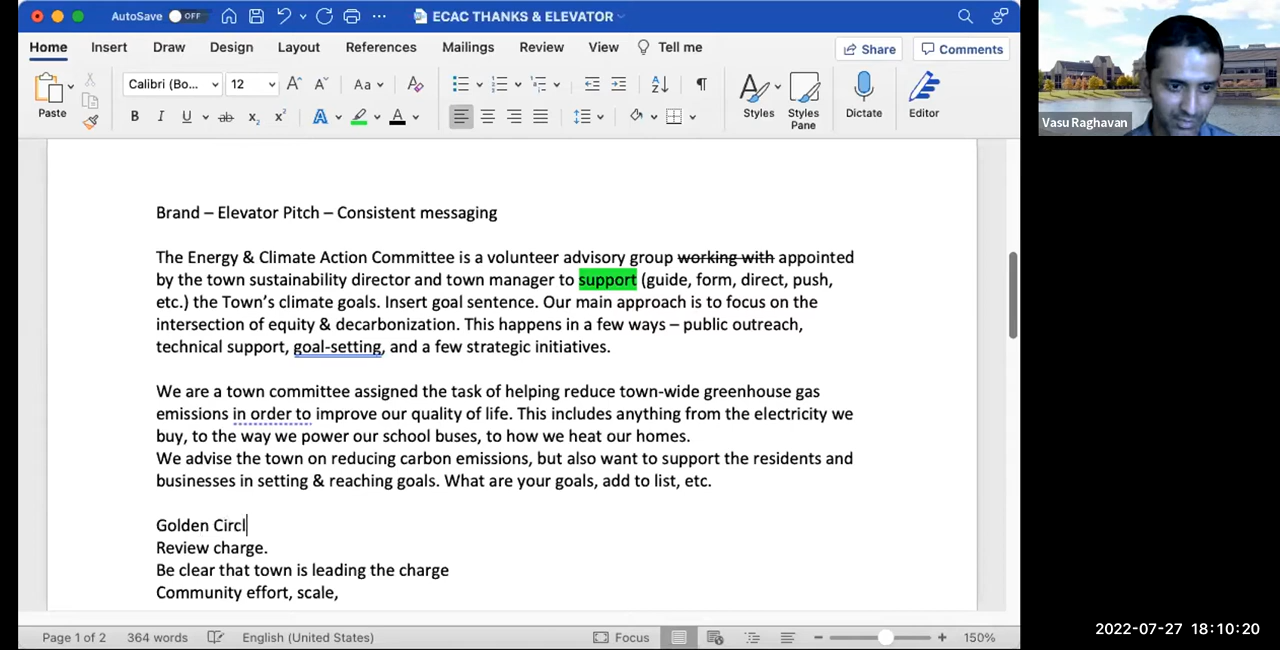 AutoSave OFF ECAC THANKS & ELEVATOR
Home Insert Draw Design Layout References Mailings Review View Tell me Share Comments
Paste Calibri (Bo... 12 Aa Styles Styles Pane Dictate Editor
B I U ab x₂ x² A A
Vasu Raghavan
Brand – Elevator Pitch – Consistent messaging
The Energy & Climate Action Committee is a volunteer advisory group working with appointed
by the town sustainability director and town manager to support (guide, form, direct, push,
etc.) the Town’s climate goals. Insert goal sentence. Our main approach is to focus on the
intersection of equity & decarbonization. This happens in a few ways – public outreach,
technical support, goal-setting, and a few strategic initiatives.
We are a town committee assigned the task of helping reduce town-wide greenhouse gas
emissions in order to improve our quality of life. This includes anything from the electricity we
buy, to the way we power our school buses, to how we heat our homes.
We advise the town on reducing carbon emissions, but also want to support the residents and
businesses in setting & reaching goals. What are your goals, add to list, etc.
Golden Circl
Review charge.
Be clear that town is leading the charge
Community effort, scale,
Page 1 of 2 364 words English (United States) Focus 150%
2022-07-27 18:10:20